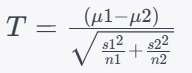 T = (μ1−μ2) / √(s1²/n1 + s2²/n2)